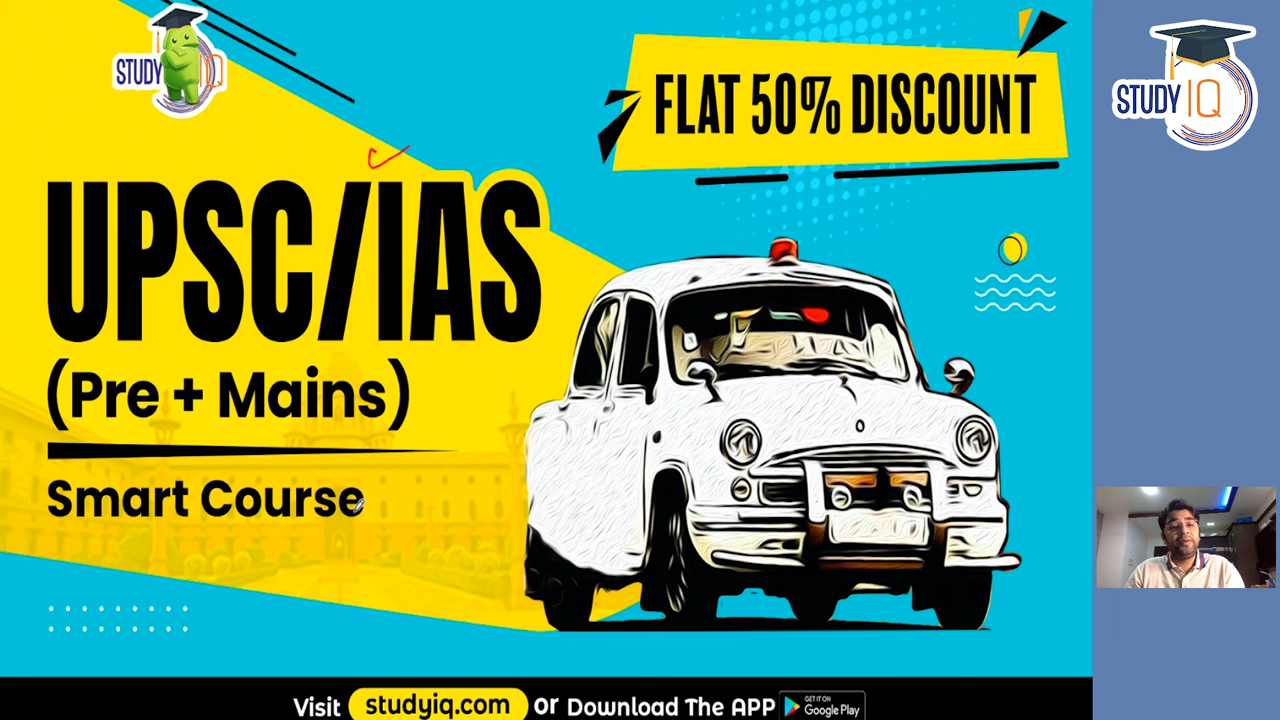 STUDY IQ
FLAT 50% DISCOUNT
STUDY IQ
UPSC/IAS
(Pre + Mains)
Smart Course
Visit studyiq.com or Download The APP GET IT ON Google Play